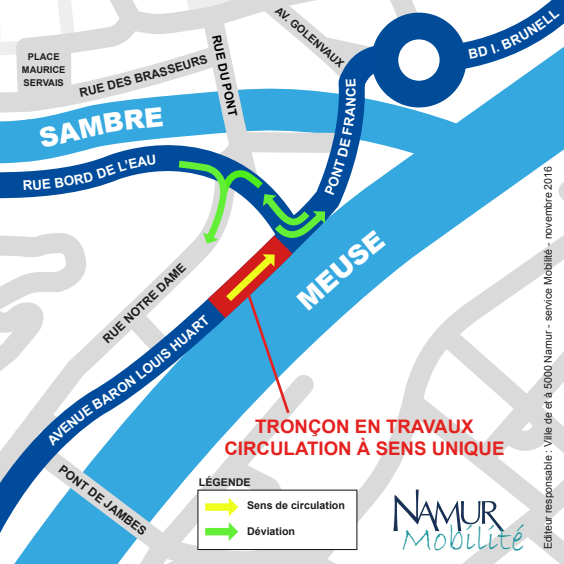 AV. GOLENVAUX
BD I. BRUNELL
PLACE
MAURICE
SERVAIS
RUE DES BRASSEURS
RUE DU PONT
SAMBRE
PONT DE FRANCE
RUE BORD DE L'EAU
MEUSE
RUE NOTRE DAME
AVENUE BARON LOUIS HUART
TRONÇON EN TRAVAUX
CIRCULATION À SENS UNIQUE
PONT DE JAMBES
LÉGENDE
Sens de circulation
Déviation
NAMUR
Mobilité
Editeur responsable : Ville de et à 5000 Namur - service Mobilité - novembre 2016